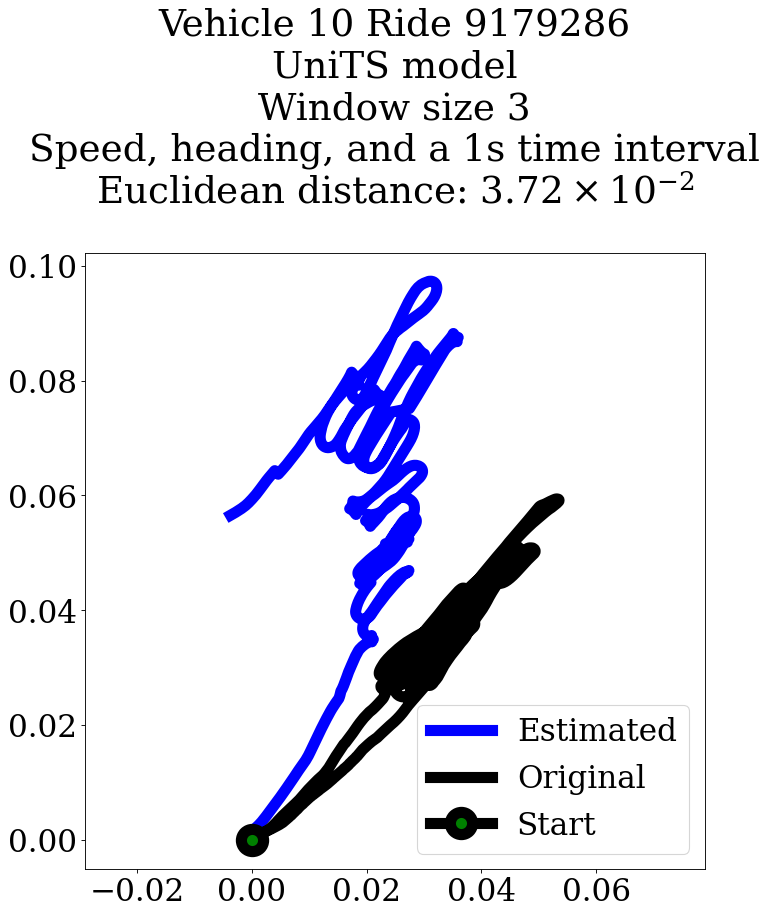 Vehicle 10 Ride 9179286
UniTS model
Window size 3
Speed, heading, and a 1s time interval
Euclidean distance: 3.72 × 10⁻²
0.10
0.08
0.06
0.04
0.02
0.00
Estimated
Original
Start
−0.02 0.00 0.02 0.04 0.06